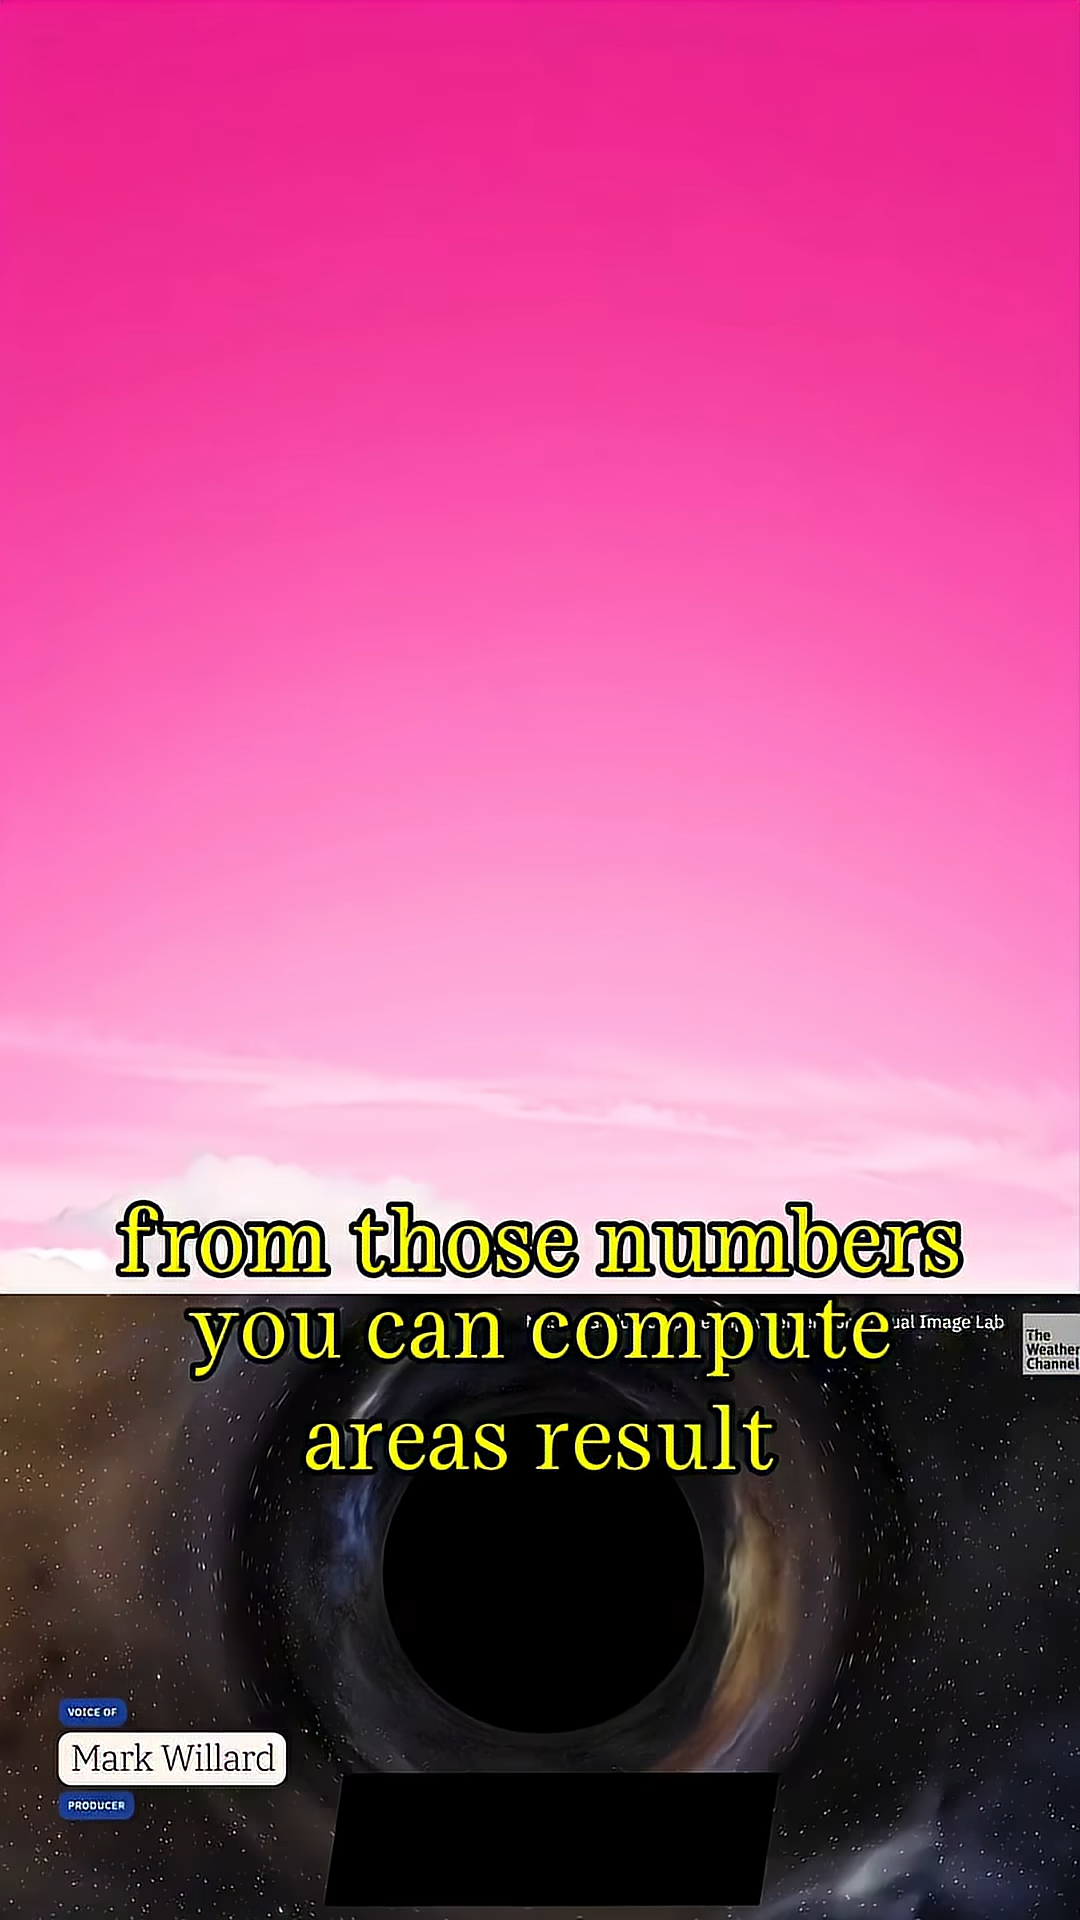 from those numbers
you can compute
ual Image Lab
The
Weather
Channel
areas result
VOICE OF
Mark Willard
PRODUCER